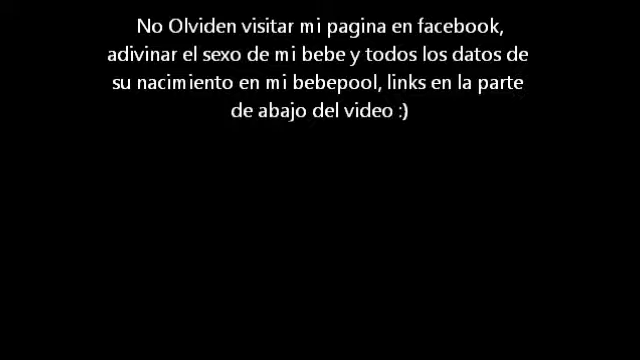 No Olviden visitar mi pagina en facebook,
adivinar el sexo de mi bebe y todos los datos de
su nacimiento en mi bebepool, links en la parte
de abajo del video :)